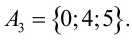 A₃ = {0;4;5}.